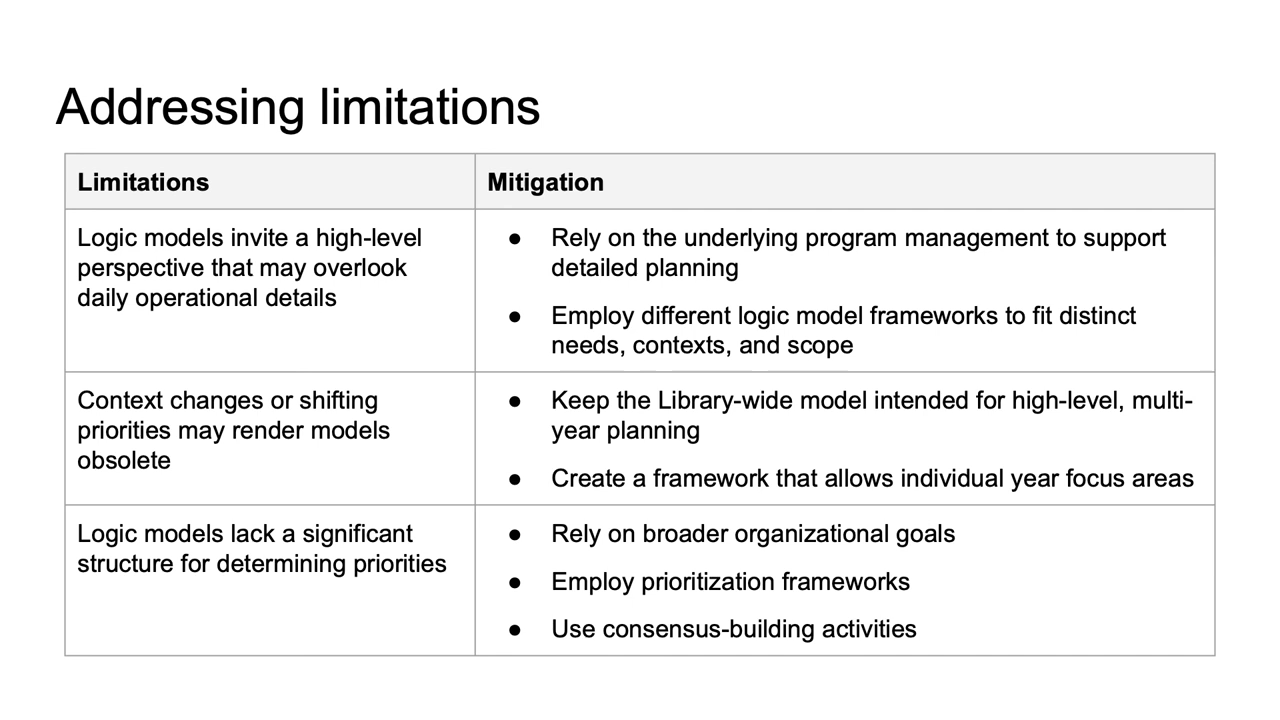 Addressing limitations
Limitations
Mitigation
Logic models invite a high-level
perspective that may overlook
daily operational details
● Rely on the underlying program management to support
detailed planning
● Employ different logic model frameworks to fit distinct
needs, contexts, and scope
Context changes or shifting
priorities may render models
obsolete
● Keep the Library-wide model intended for high-level, multi-
year planning
● Create a framework that allows individual year focus areas
Logic models lack a significant
structure for determining priorities
● Rely on broader organizational goals
● Employ prioritization frameworks
● Use consensus-building activities